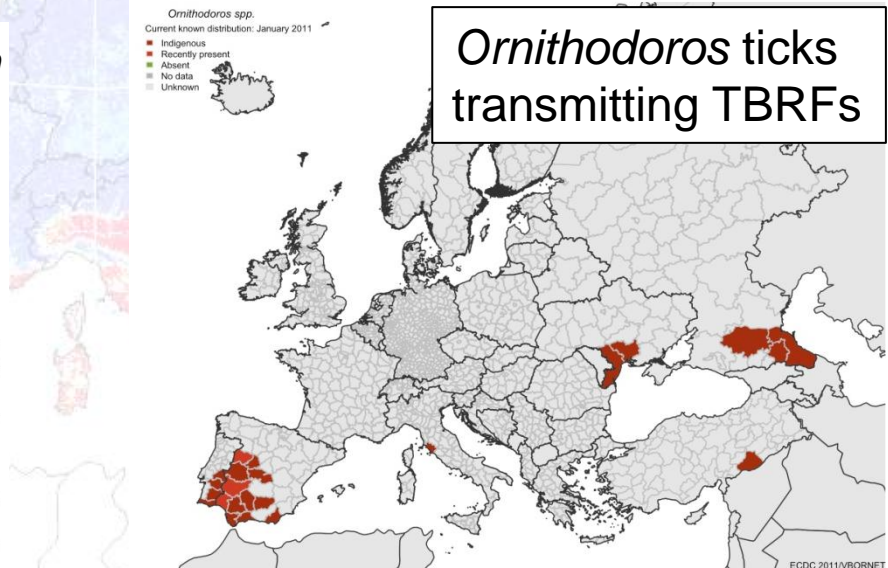 Ornithodoros spp.
Current known distribution: January 2011
Indigenous
Recently present
Absent
No data
Unknown
Ornithodoros ticks
transmitting TBRFs
ECDC 2011/VBORNET